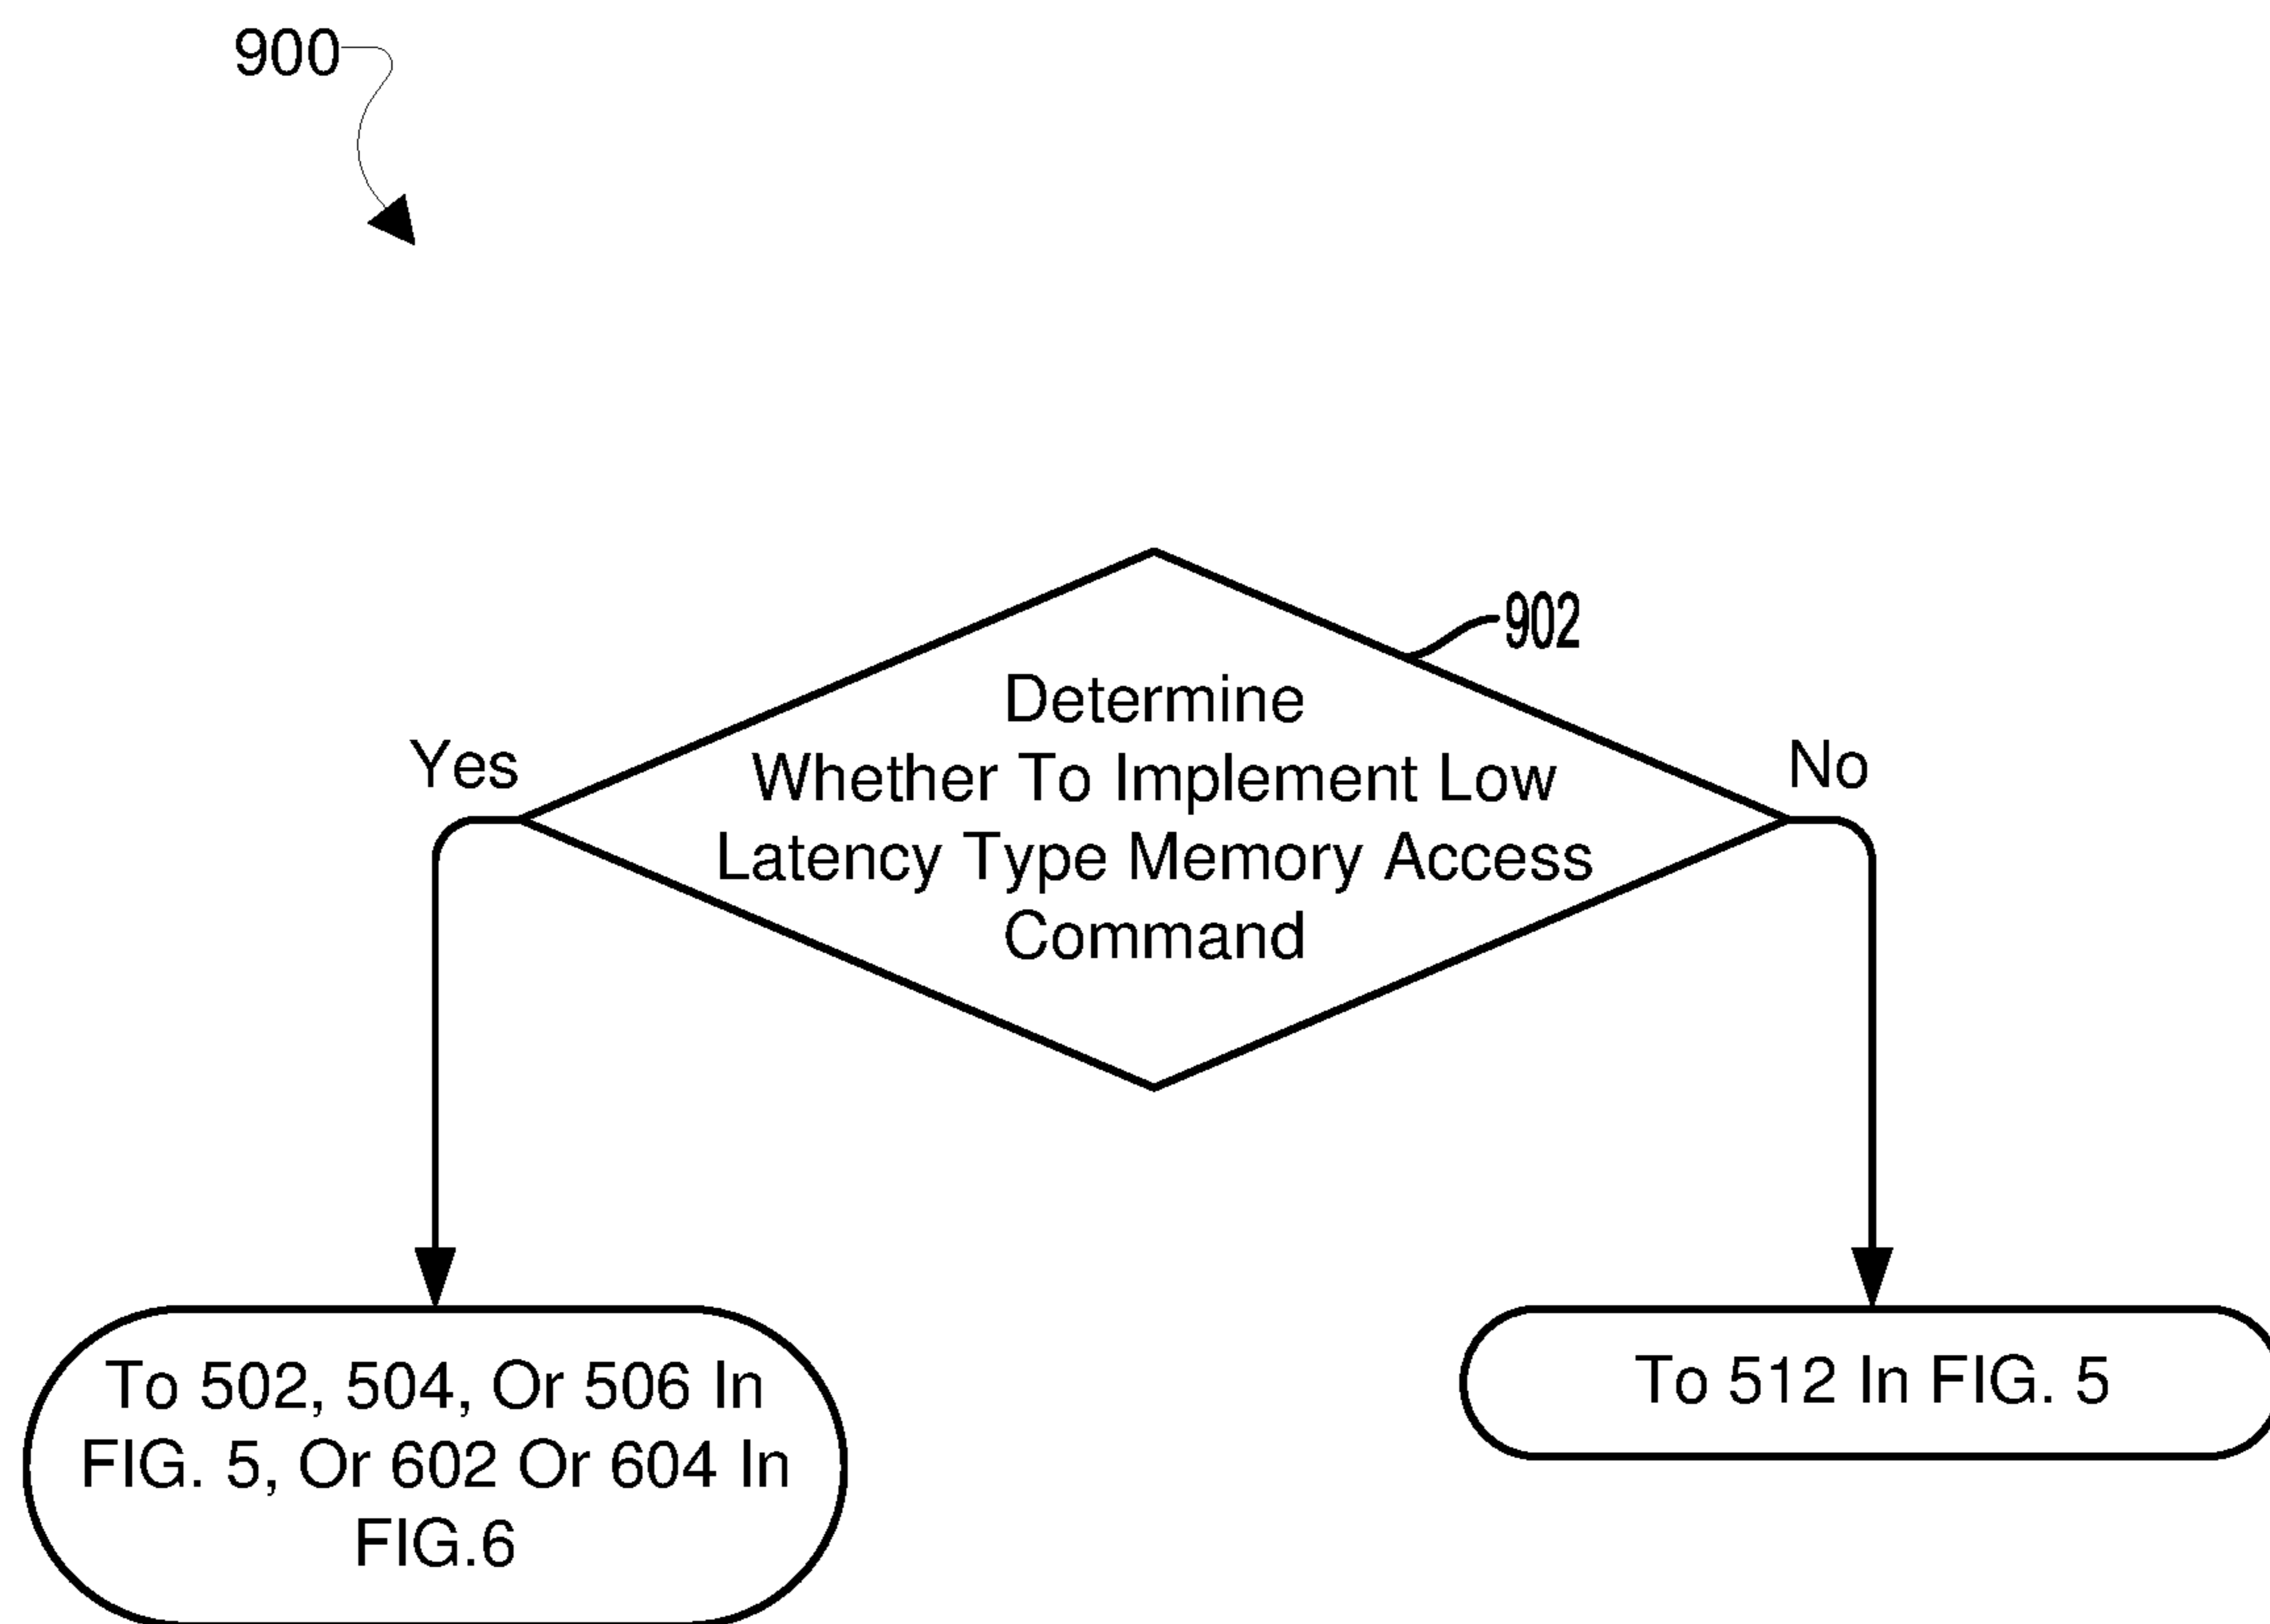 900
902
Determine
Whether To Implement Low
Latency Type Memory Access
Command
Yes
No
To 502, 504, Or 506 In
FIG. 5, Or 602 Or 604 In
FIG.6
To 512 In FIG. 5